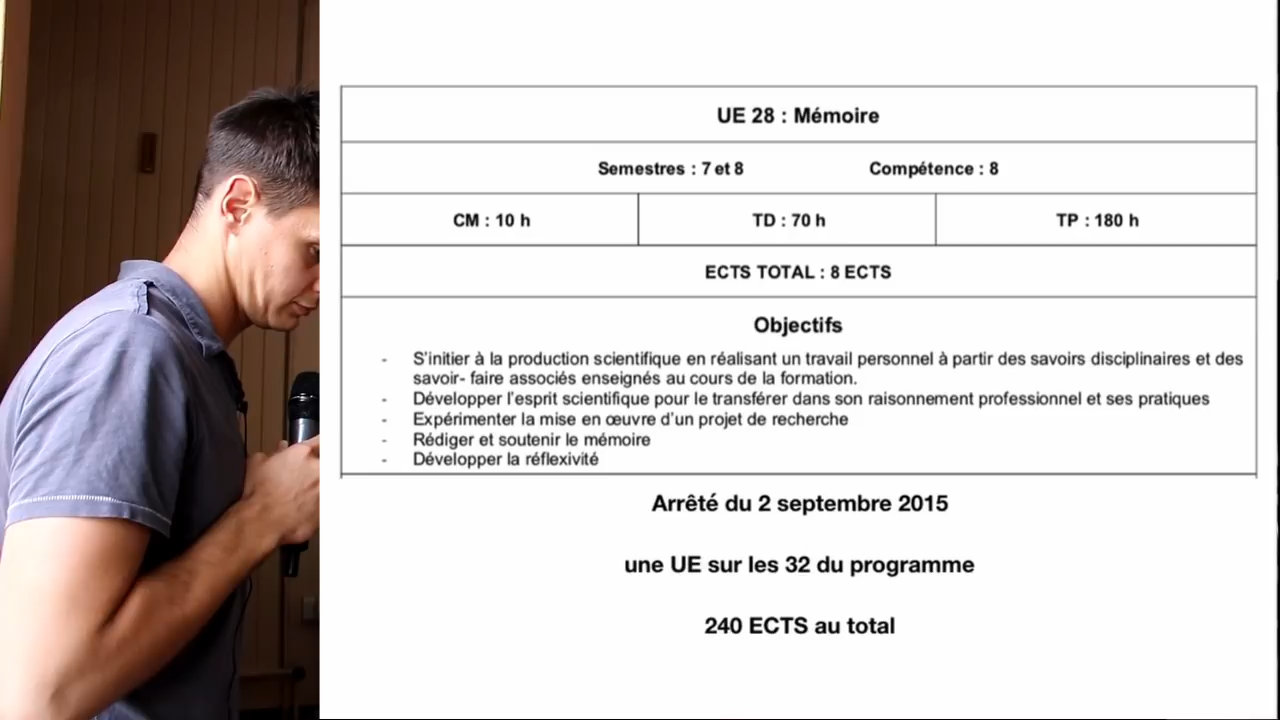 UE 28 : Mémoire
Semestres : 7 et 8 Compétence : 8
CM : 10 h TD : 70 h TP : 180 h
ECTS TOTAL : 8 ECTS
Objectifs
- S'initier à la production scientifique en réalisant un travail personnel à partir des savoirs disciplinaires et des
savoir- faire associés enseignés au cours de la formation.
- Développer l'esprit scientifique pour le transférer dans son raisonnement professionnel et ses pratiques
- Expérimenter la mise en œuvre d'un projet de recherche
- Rédiger et soutenir le mémoire
- Développer la réflexivité
Arrêté du 2 septembre 2015
une UE sur les 32 du programme
240 ECTS au total